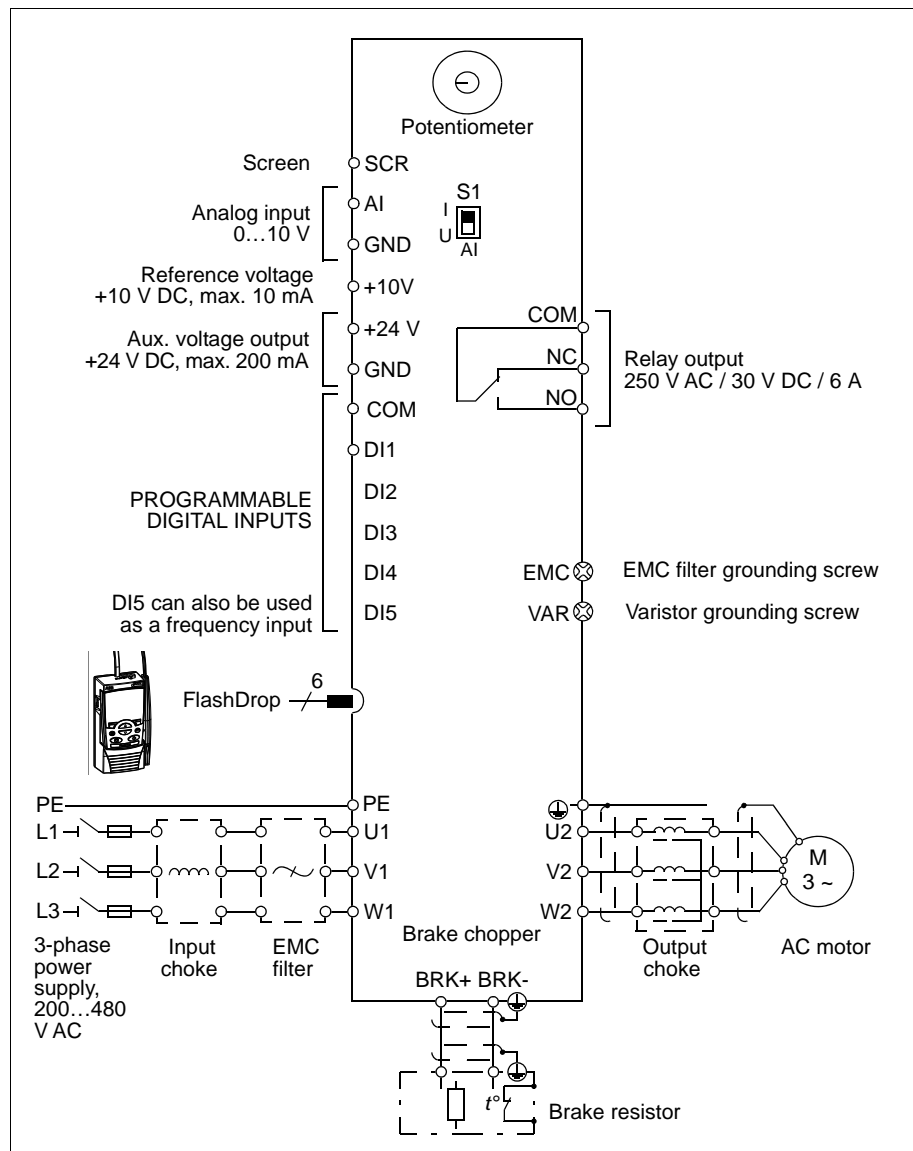 Potentiometer
Screen
SCR
Analog input
0…10 V
AI
GND
S1
I
U
AI
Reference voltage
+10 V DC, max. 10 mA
+10V
Aux. voltage output
+24 V DC, max. 200 mA
+24 V
GND
COM
NC
NO
Relay output
250 V AC / 30 V DC / 6 A
PROGRAMMABLE
DIGITAL INPUTS
COM
DI1
DI2
DI3
DI4
DI5
DI5 can also be used
as a frequency input
EMC
EMC filter grounding screw
VAR
Varistor grounding screw
FlashDrop
6
PE
L1
L2
L3
PE
U1
V1
W1
3-phase
power
supply,
200…480
V AC
Input
choke
EMC
filter
Brake chopper
BRK+ BRK-
U2
V2
W2
Output
choke
M
3 ~
AC motor
t°
Brake resistor